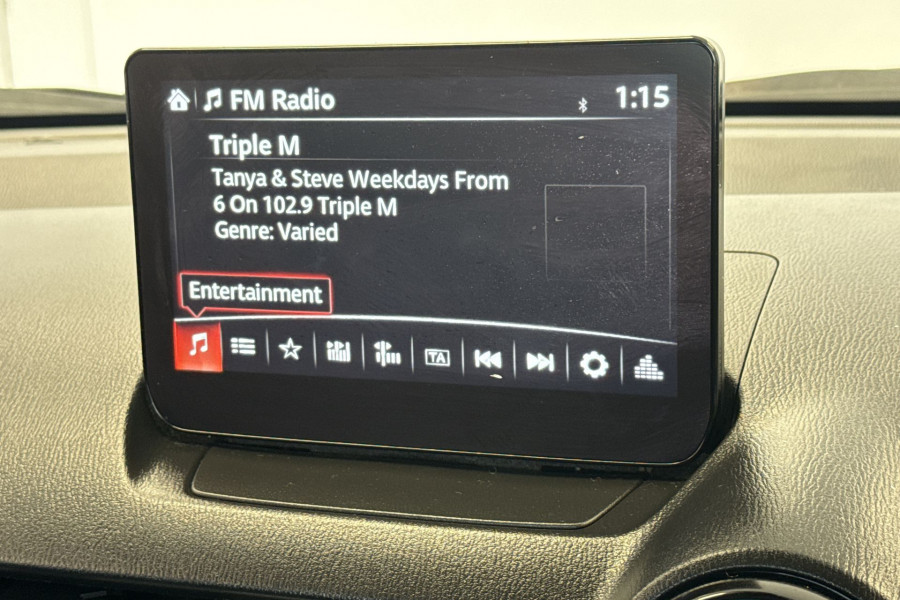 FM Radio
1:15
Triple M
Tanya & Steve Weekdays From
6 On 102.9 Triple M
Genre: Varied
Entertainment
TA